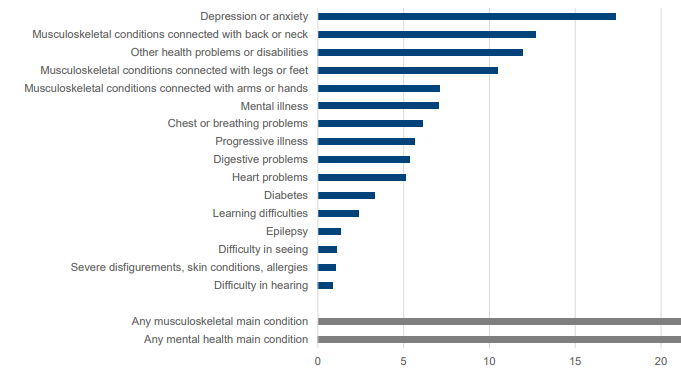 Depression or anxiety
Musculoskeletal conditions connected with back or neck
Other health problems or disabilities
Musculoskeletal conditions connected with legs or feet
Musculoskeletal conditions connected with arms or hands
Mental illness
Chest or breathing problems
Progressive illness
Digestive problems
Heart problems
Diabetes
Learning difficulties
Epilepsy
Difficulty in seeing
Severe disfigurements, skin conditions, allergies
Difficulty in hearing
Any musculoskeletal main condition
Any mental health main condition
0 5 10 15 20